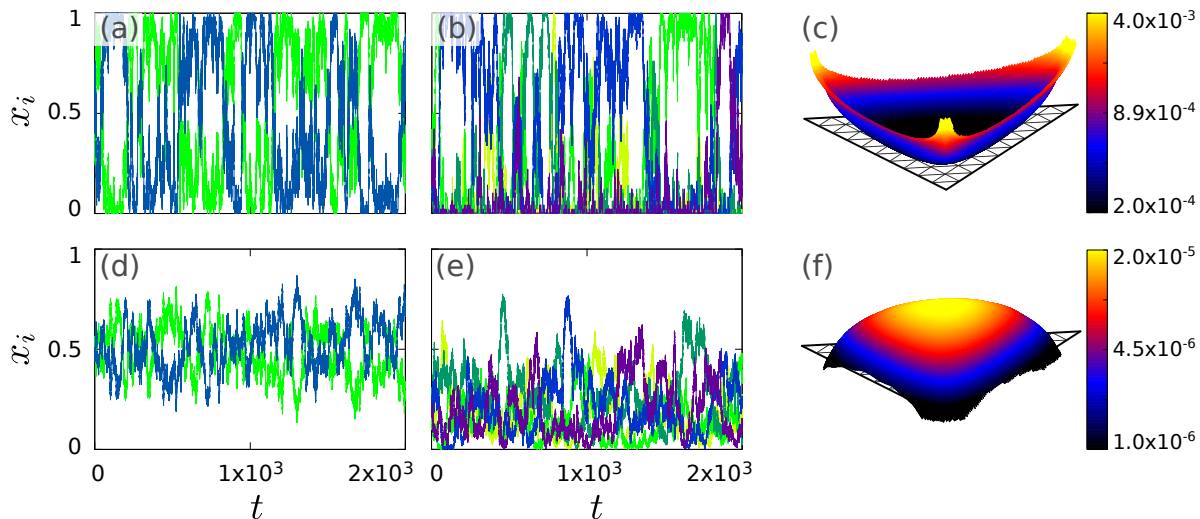 (a)
(b)
(c)
1
0.5
0
x_i
4.0x10⁻³
8.9x10⁻⁴
2.0x10⁻⁴
(d)
(e)
(f)
1
0.5
0
x_i
0
1x10³
2x10³
t
0
1x10³
2x10³
t
2.0x10⁻⁵
4.5x10⁻⁶
1.0x10⁻⁶